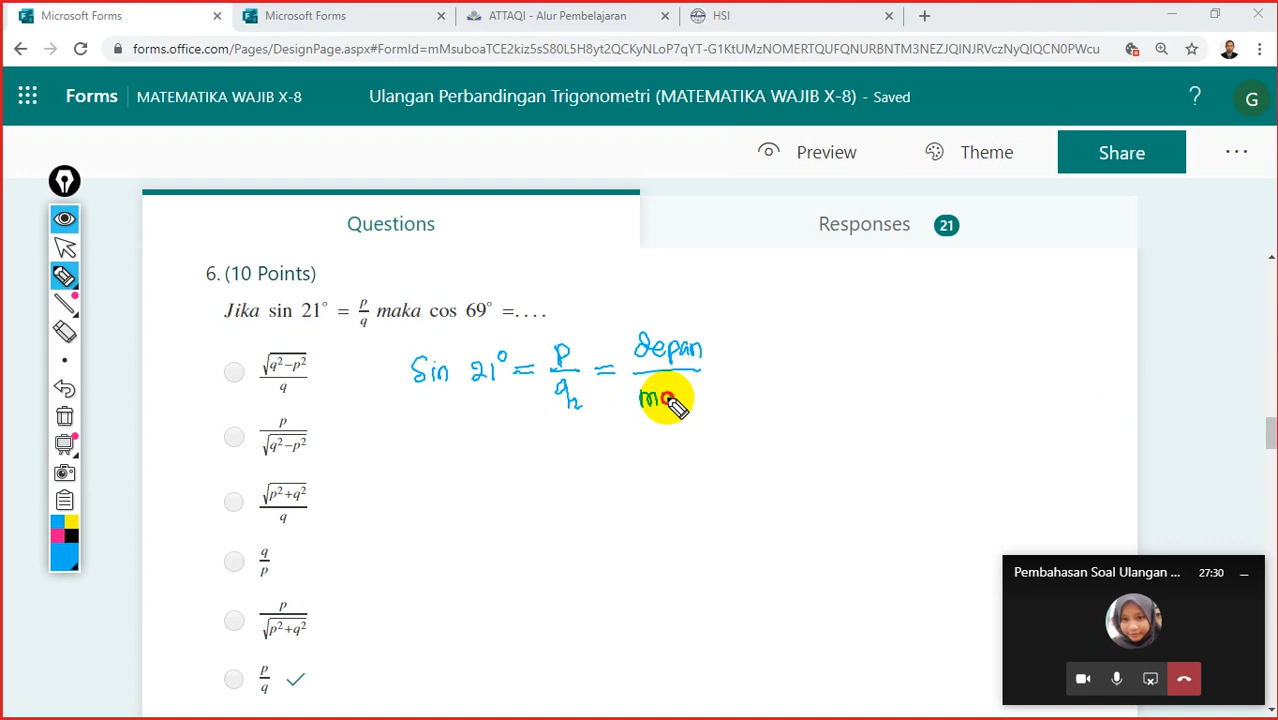 Microsoft Forms
Microsoft Forms
ATTAQI - Alur Pembelajaran
HSI
forms.office.com/Pages/DesignPage.aspx#FormId=mMsuboaTCE2kiz5sS80L5H8yt2QCKyNLoP7qYT-G1KtUMzNOMERTQUFQNURBNTM3NEZJQlNJRVczNyQlQCN0PWcu
Forms
MATEMATIKA WAJIB X-8)
Ulangan Perbandingan Trigonometri (MATEMATIKA WAJIB X-8) - Saved
?
G
Preview
Theme
Share
...
Questions
Responses 21
6. (10 Points)
Jika sin 21° = p/q maka cos 69° =....
√(q²−p²)/q
Sin 21° = p/q = depan/m
p/√(q²−p²)
√(p²+q²)/q
q/p
p/√(p²+q²)
p/q
Pembahasan Soal Ulangan ... 27:30